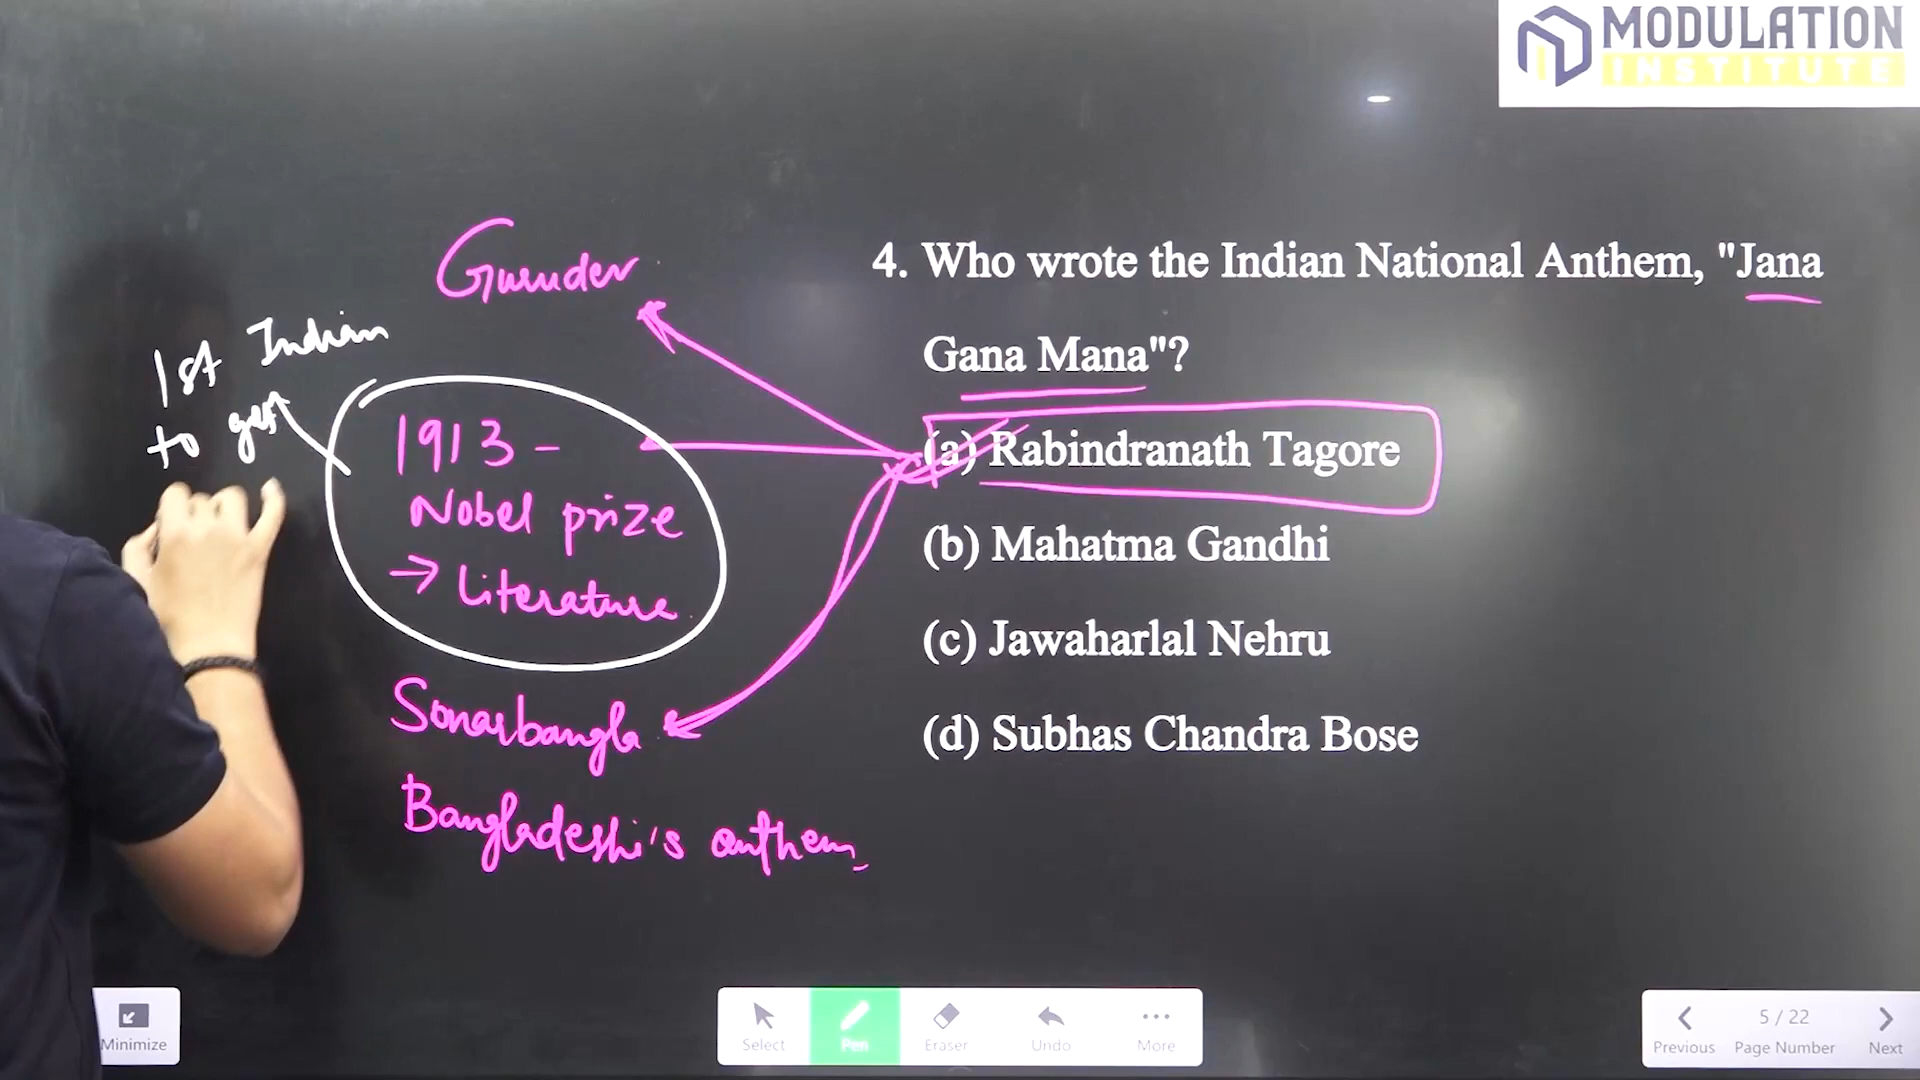 MODULATION
INSTITUTE
4. Who wrote the Indian National Anthem, "Jana
Gana Mana"?
(a) Rabindranath Tagore
(b) Mahatma Gandhi
(c) Jawaharlal Nehru
(d) Subhas Chandra Bose
Gurudev
1st Indian
to get
1913 -
Nobel prize
→ Literature
Sonarbangla
Bangladeshi's anthem
Minimize
Select
Pen
Eraser
Undo
More
5 / 22
Previous
Page Number
Next